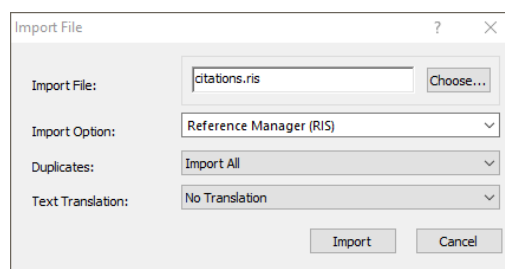 Import File
? ×
Import File: citations.ris Choose...
Import Option: Reference Manager (RIS)
Duplicates: Import All
Text Translation: No Translation
Import Cancel